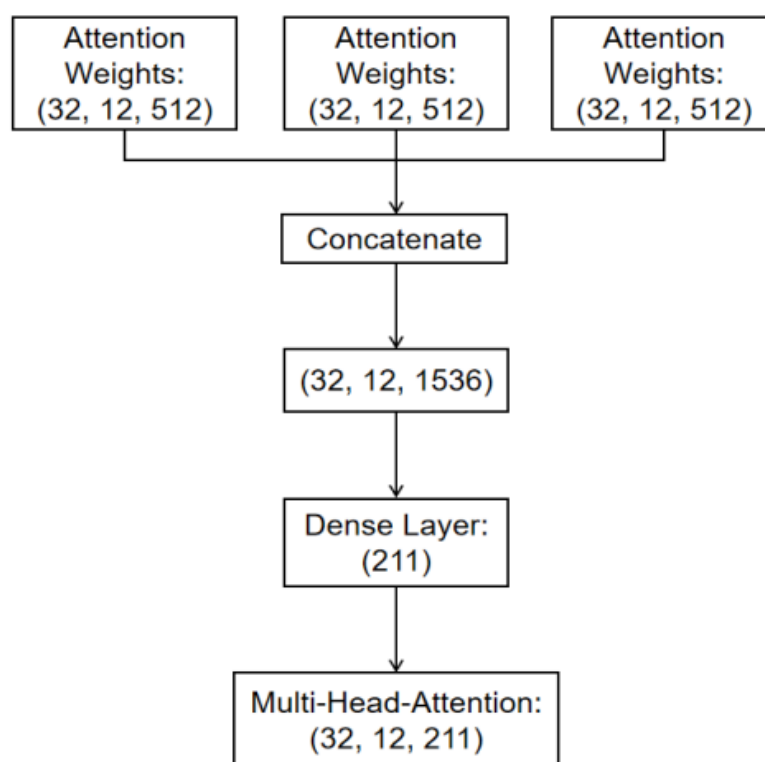 Attention
Weights:
(32, 12, 512)
Attention
Weights:
(32, 12, 512)
Attention
Weights:
(32, 12, 512)
Concatenate
(32, 12, 1536)
Dense Layer:
(211)
Multi-Head-Attention:
(32, 12, 211)